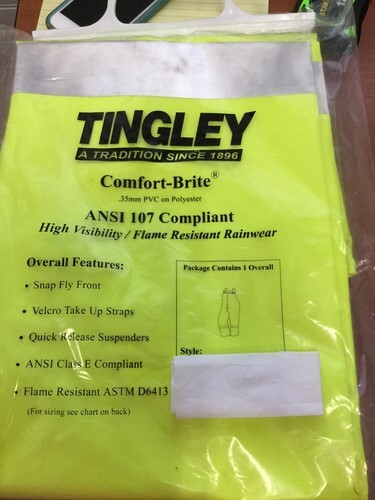 TINGLEY
A TRADITION SINCE 1896
Comfort-Brite®
.35mm PVC on Polyester
ANSI 107 Compliant
High Visibility / Flame Resistant Rainwear
Overall Features:
• Snap Fly Front
• Velcro Take Up Straps
• Quick Release Suspenders
• ANSI Class E Compliant
• Flame Resistant ASTM D6413
(For sizing see chart on back)
Package Contains 1 Overall
Style: